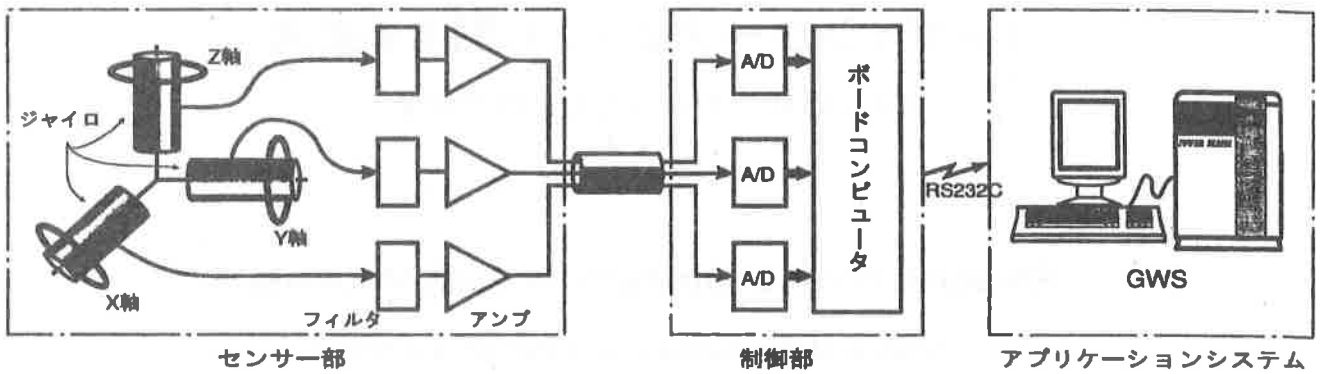 Z軸
ジャイロ
Y軸
X軸
フィルタ
アンプ
センサー部
A/D
A/D
A/D
ボードコンピュータ
制御部
RS232C
GWS
アプリケーションシステム